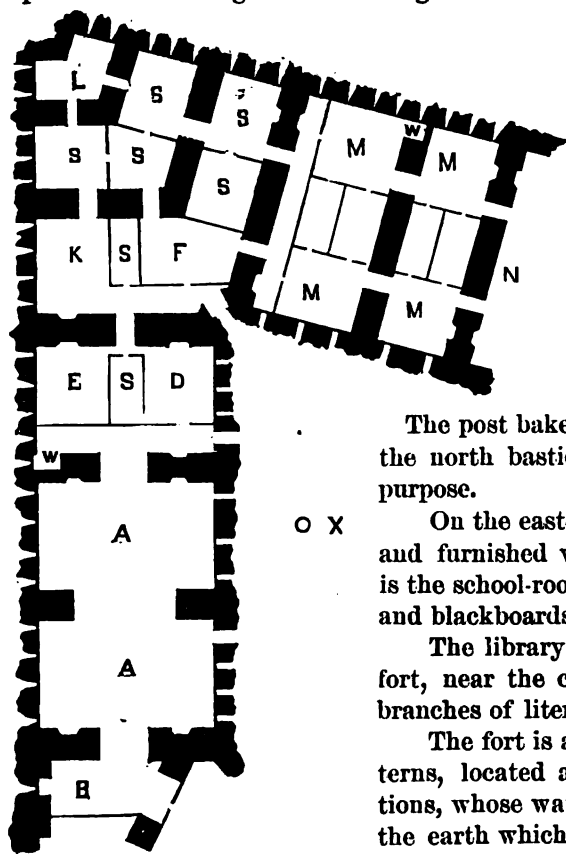 L S S
W
M M
S S S
K S F
N
M M
E S D
W
A
O X
A
The post bake
the north basti
purpose.
On the east-
and furnished
is the school-roo
and blackboards
The library
fort, near the
branches of liter
The fort is a
terns, located a
tions, whose wa
the earth which